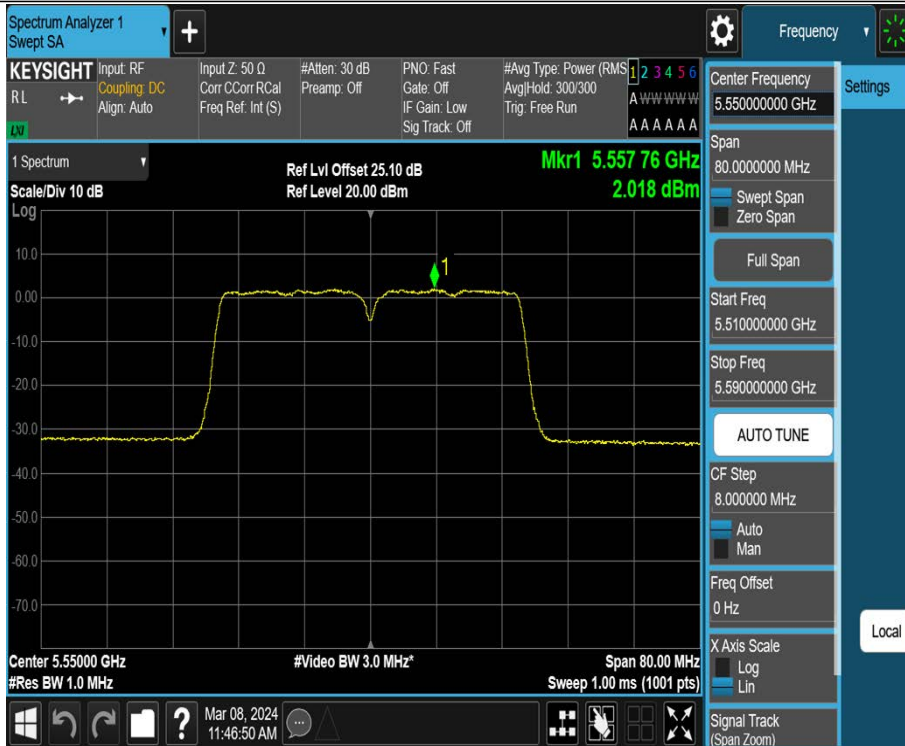 Spectrum Analyzer 1
Swept SA
Frequency
KEYSIGHT
Input: RF
Coupling: DC
Align: Auto
R L
LXI
Input Z: 50 Ω
Corr CCorr RCal
Freq Ref: Int (S)
#Atten: 30 dB
Preamp: Off
PNO: Fast
Gate: Off
IF Gain: Low
Sig Track: Off
#Avg Type: Power (RMS
Avg|Hold: 300/300
Trig: Free Run
1 2 3 4 5 6
A W W W W W
A A A A A A
1 Spectrum
Scale/Div 10 dB
Log
Ref Lvl Offset 25.10 dB
Ref Level 20.00 dBm
Mkr1 5.557 76 GHz
2.018 dBm
1
10.0
0.00
-10.0
-20.0
-30.0
-40.0
-50.0
-60.0
-70.0
Center 5.55000 GHz
#Res BW 1.0 MHz
#Video BW 3.0 MHz*
Span 80.00 MHz
Sweep 1.00 ms (1001 pts)
Mar 08, 2024
11:46:50 AM
?
Center Frequency
5.550000000 GHz
Span
80.0000000 MHz
Swept Span
Zero Span
Full Span
Start Freq
5.510000000 GHz
Stop Freq
5.590000000 GHz
AUTO TUNE
CF Step
8.000000 MHz
Auto
Man
Freq Offset
0 Hz
X Axis Scale
Log
Lin
Signal Track
(Span Zoom)
Settings
Local